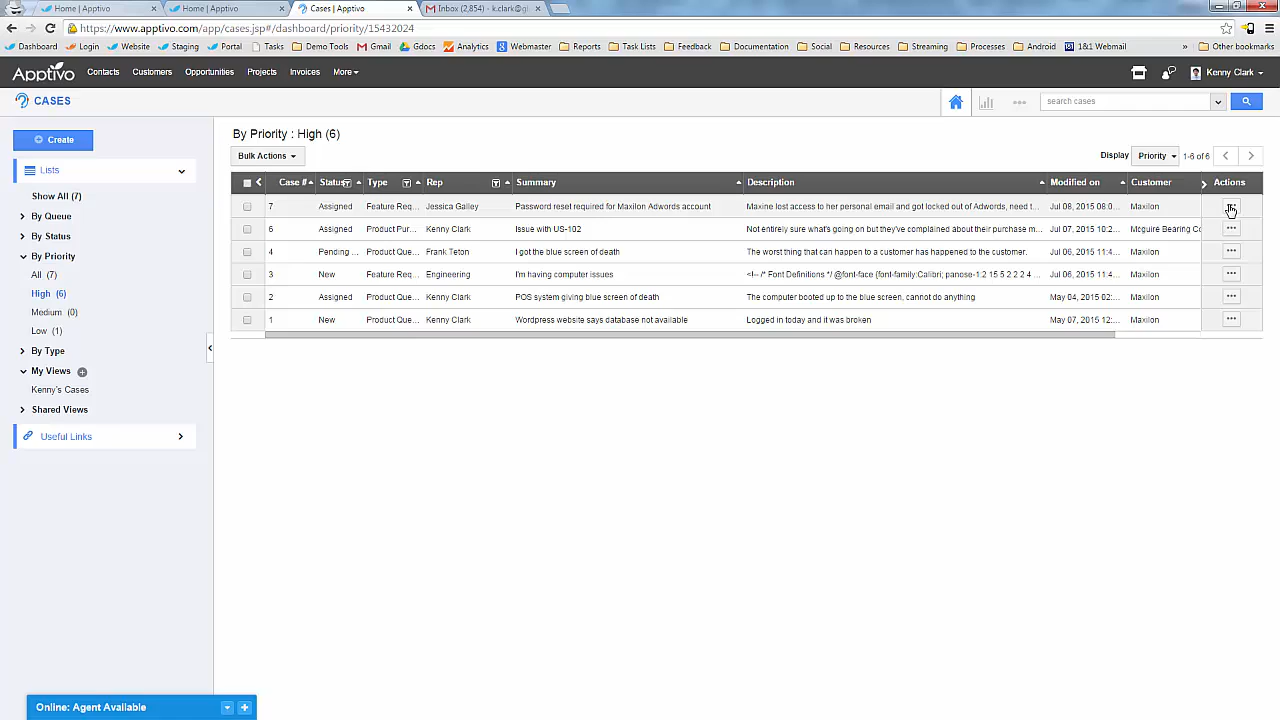 Home | Apptivo
Home | Apptivo
Cases | Apptivo
Inbox (2,854) - k.clark@gl
https://www.apptivo.com/app/cases.jsp#/dashboard/priority/15432024
Dashboard Login Website Staging Portal Tasks Demo Tools Gmail Gdocs Analytics Webmaster Reports Task Lists Feedback Documentation Social Resources Streaming Processes Android 1&1 Webmail » Other bookmarks
Apptivo Contacts Customers Opportunities Projects Invoices More Kenny Clark
CASES search cases
Create
Lists
Show All (7)
By Queue
By Status
By Priority
All (7)
High (6)
Medium (0)
Low (1)
By Type
My Views
Kenny's Cases
Shared Views
Useful Links
By Priority : High (6)
Bulk Actions Display Priority 1-6 of 6
Case # Status Type Rep Summary Description Modified on Customer Actions
7 Assigned Feature Req... Jessica Galley Password reset required for Maxilon Adwords account Maxine lost access to her personal email and got locked out of Adwords, need t... Jul 08, 2015 08:0... Maxilon
6 Assigned Product Pur... Kenny Clark Issue with US-102 Not entirely sure what's going on but they've complained about their purchase m... Jul 07, 2015 10:2... Mcguire Bearing Co
4 Pending ... Product Que... Frank Teton I got the blue screen of death The worst thing that can happen to a customer has happened to the customer. Jul 06, 2015 11:4... Maxilon
3 New Feature Req... Engineering I'm having computer issues <!-- /* Font Definitions */ @font-face {font-family:Calibri; panose-1:2 15 5 2 2 2 4 ... Jul 06, 2015 11:4... Maxilon
2 Assigned Product Que... Kenny Clark POS system giving blue screen of death The computer booted up to the blue screen, cannot do anything May 04, 2015 02:... Maxilon
1 New Product Que... Kenny Clark Wordpress website says database not available Logged in today and it was broken May 07, 2015 12:... Maxilon
Online: Agent Available